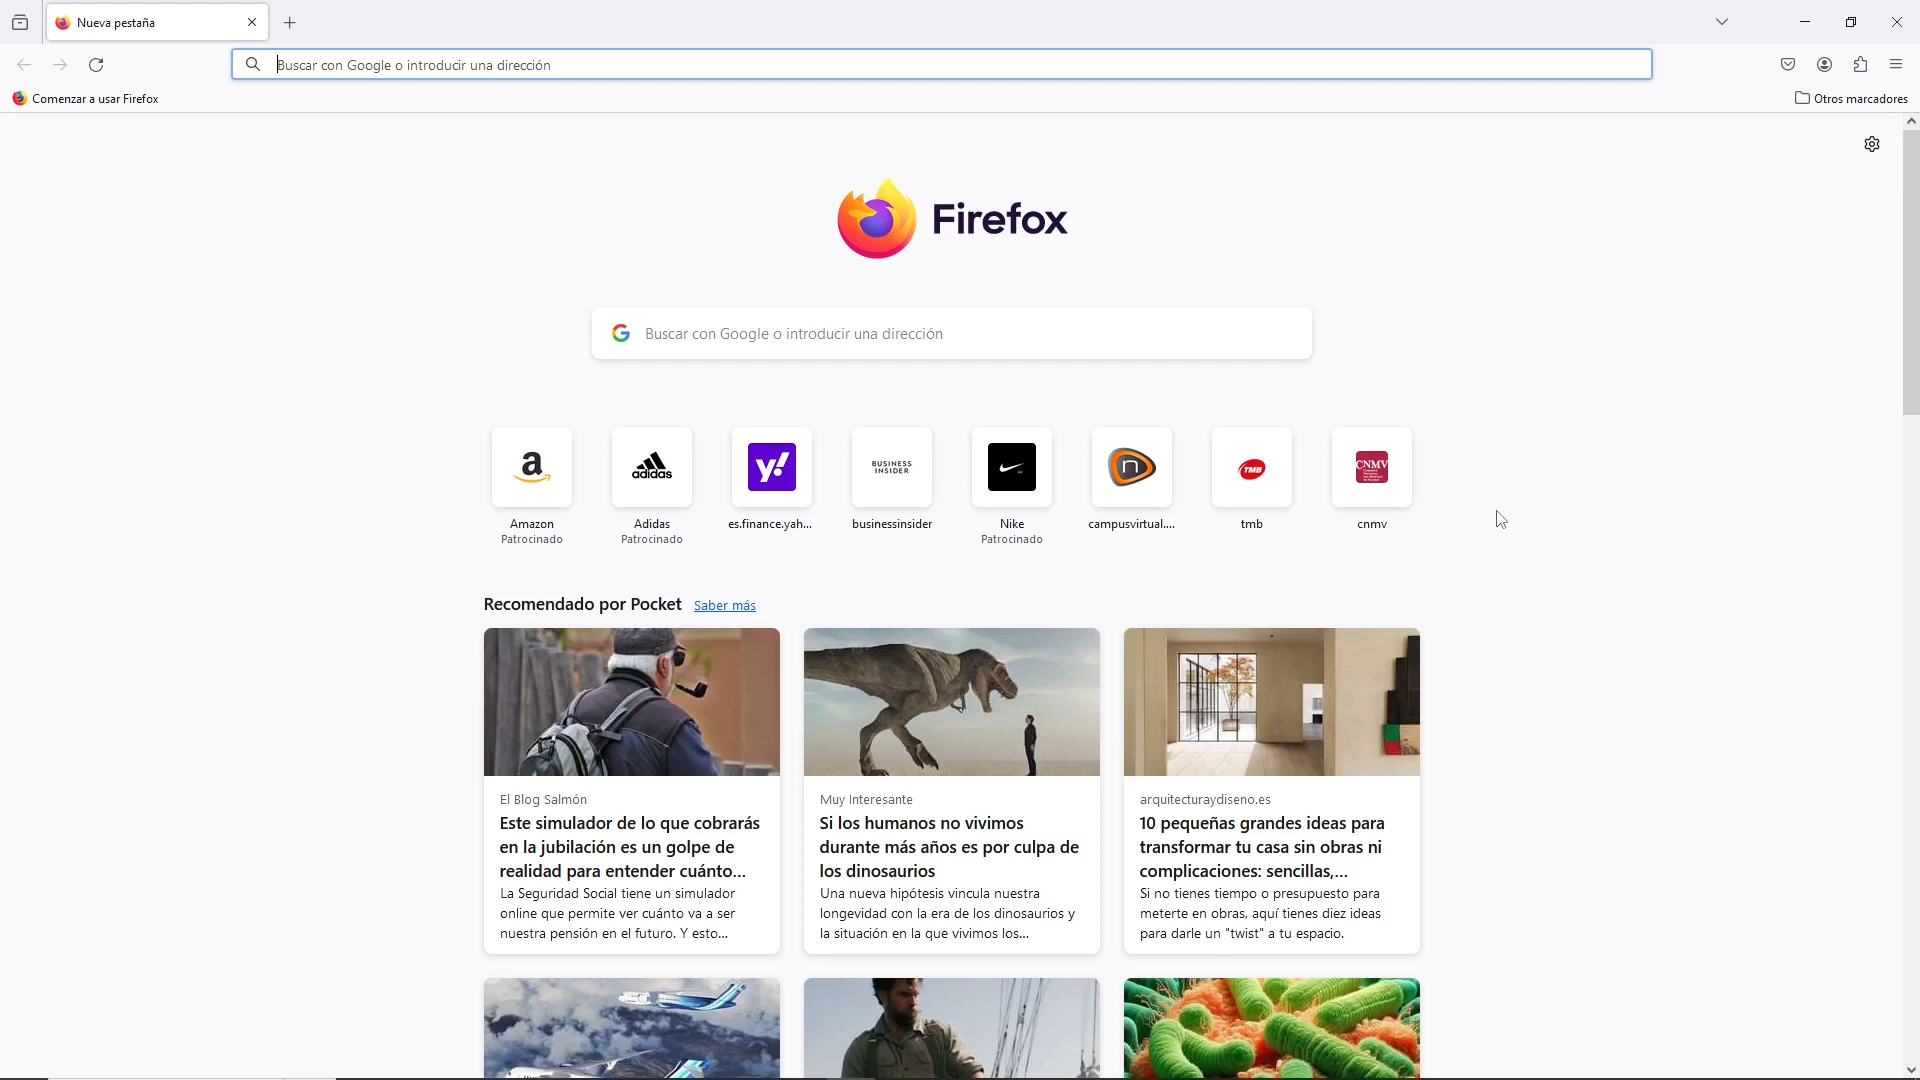 Nueva pestaña
Buscar con Google o introducir una dirección
Comenzar a usar Firefox
Otros marcadores
Firefox
Buscar con Google o introducir una dirección
a
adidas
y!
BUSINESS
INSIDER
n
TMB
CNMV
Amazon
Patrocinado
Adidas
Patrocinado
es.finance.yah...
businessinsider
Nike
Patrocinado
campusvirtual....
tmb
cnmv
Recomendado por Pocket Saber más
El Blog Salmón
Este simulador de lo que cobrarás
en la jubilación es un golpe de
realidad para entender cuánto...
La Seguridad Social tiene un simulador
online que permite ver cuánto va a ser
nuestra pensión en el futuro. Y esto...
Muy Interesante
Si los humanos no vivimos
durante más años es por culpa de
los dinosaurios
Una nueva hipótesis vincula nuestra
longevidad con la era de los dinosaurios y
la situación en la que vivimos los...
arquitecturaydiseno.es
10 pequeñas grandes ideas para
transformar tu casa sin obras ni
complicaciones: sencillas,...
Si no tienes tiempo o presupuesto para
meterte en obras, aquí tienes diez ideas
para darle un "twist" a tu espacio.